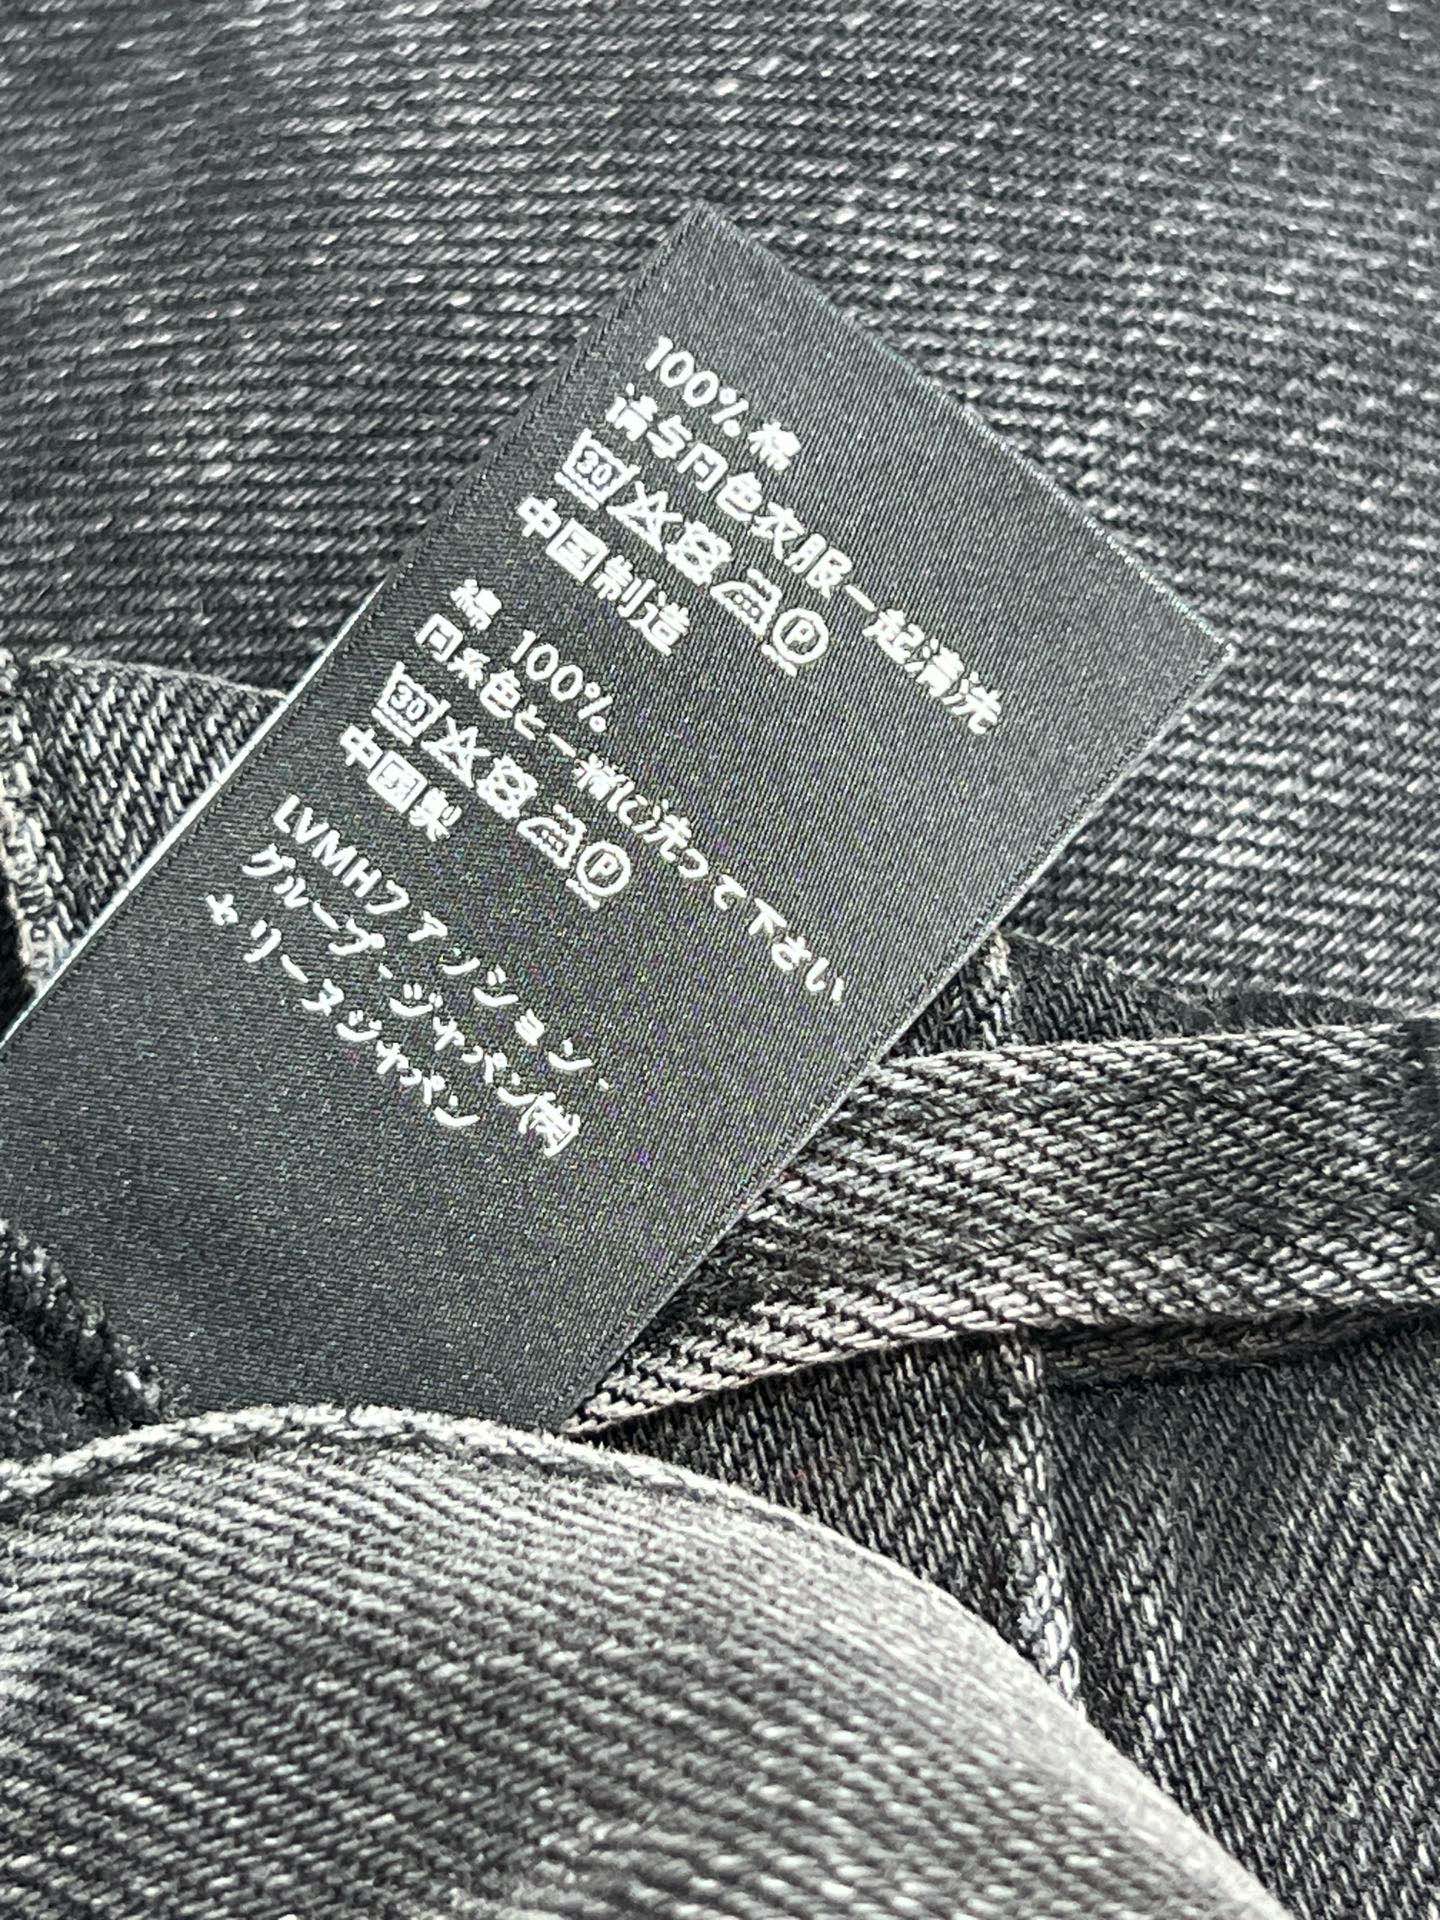 100% 棉
请与同色衣服一起清洗
30 P
中国制造
綿 100%
同系色と一緒に洗って下さい
30 P
中国製
LVMHファッション・
グループ・ジャパン(株)
セリーヌジャパン